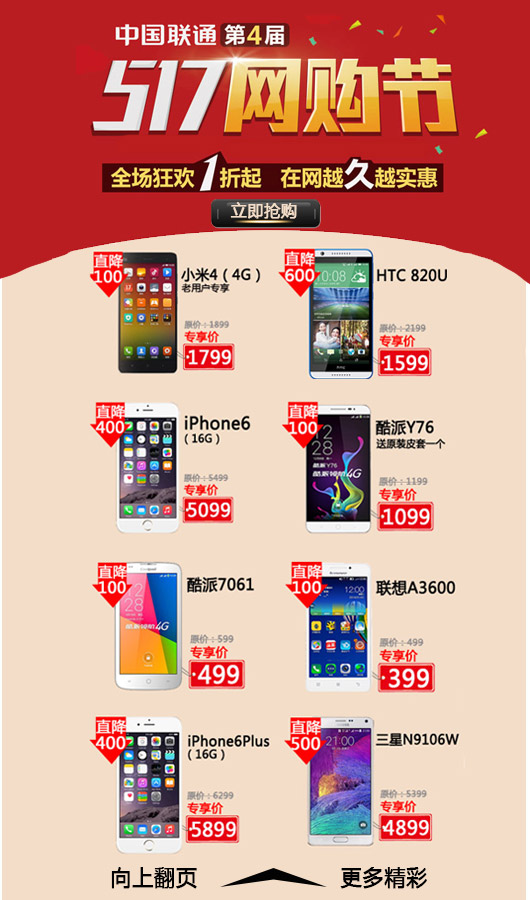 中国联通 第4届
517网购节
全场狂欢1折起 在网越久越实惠
立即抢购
直降
100
小米4（4G）
老用户专享
原价：1899
专享价
1799
直降
600
HTC 820U
原价：2199
专享价
1599
直降
400
iPhone6
（16G）
原价：5499
专享价
5099
直降
100
酷派Y76
送原装皮套一个
原价：1199
专享价
1099
直降
100
酷派7061
原价：599
专享价
499
直降
100
联想A3600
原价：499
专享价
399
直降
400
iPhone6Plus
（16G）
原价：6299
专享价
5899
直降
500
三星N9106W
原价：5399
专享价
4899
向上翻页 更多精彩